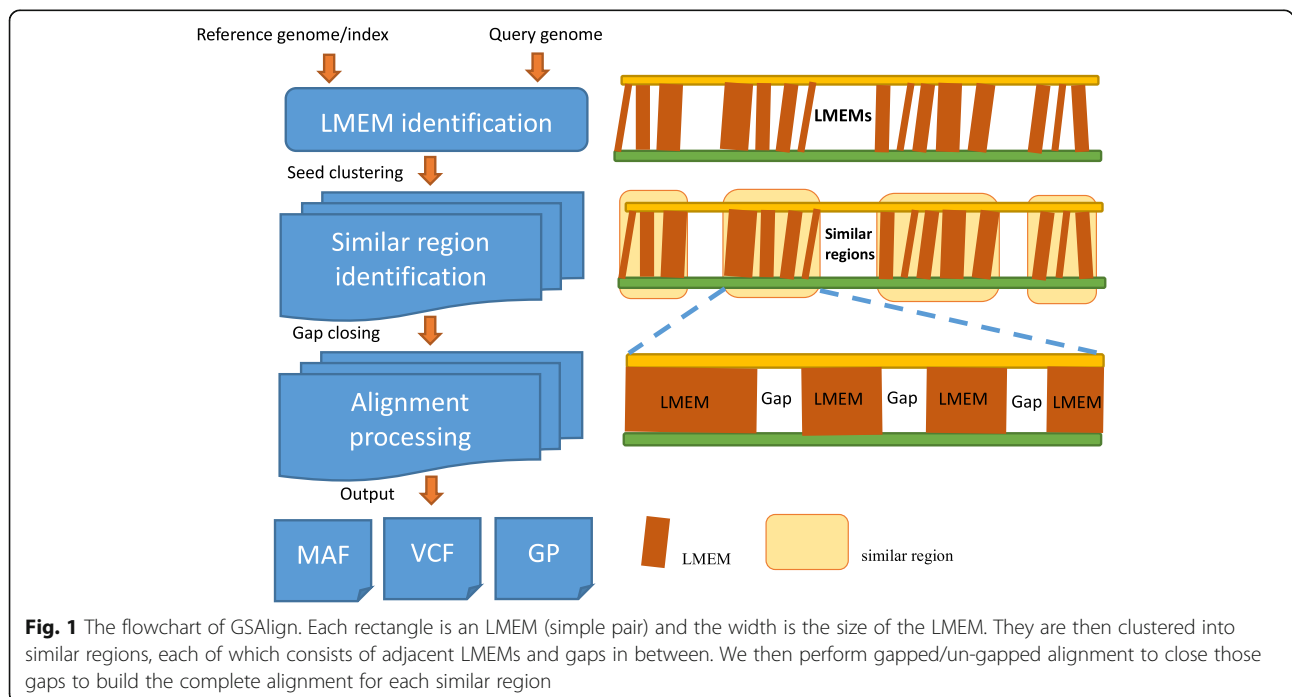 Reference genome/index
Query genome
LMEM identification
LMEMs
Seed clustering
Similar region
identification
Similar
regions
Gap closing
Alignment
processing
LMEM
Gap
LMEM
Gap
LMEM
Gap
LMEM
Output
MAF
VCF
GP
LMEM
similar region
Fig. 1 The flowchart of GSAlign. Each rectangle is an LMEM (simple pair) and the width is the size of the LMEM. They are then clustered into
similar regions, each of which consists of adjacent LMEMs and gaps in between. We then perform gapped/un-gapped alignment to close those
gaps to build the complete alignment for each similar region